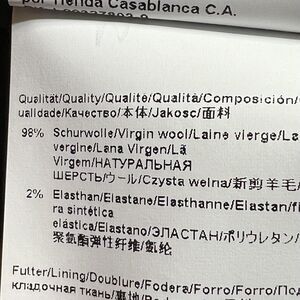 por Tienda Casablanca C.A.
Qualität/Quality/Qualité/Qualità/Composición/
ualidade/Качество/本体/Jakosc/面料
98% Schurwolle/Virgin wool/Laine vierge/La
vergine/Lana Virgen/Lã
Virgem/НАТУРАЛЬНАЯ
ШЕРСТЬ/ウール/Czysta welna/新剪羊毛/
2% Elasthan/Elastane/Elasthanne/Elastan/f
ra sintética
elástica/Elastano/ЭЛАСТАН/ポリウレタン/
聚氨酯弹性纤维/氨纶
Futter/Lining/Doublure/Fodera/Forro/Forro/По
кладочная ткань/裏地/